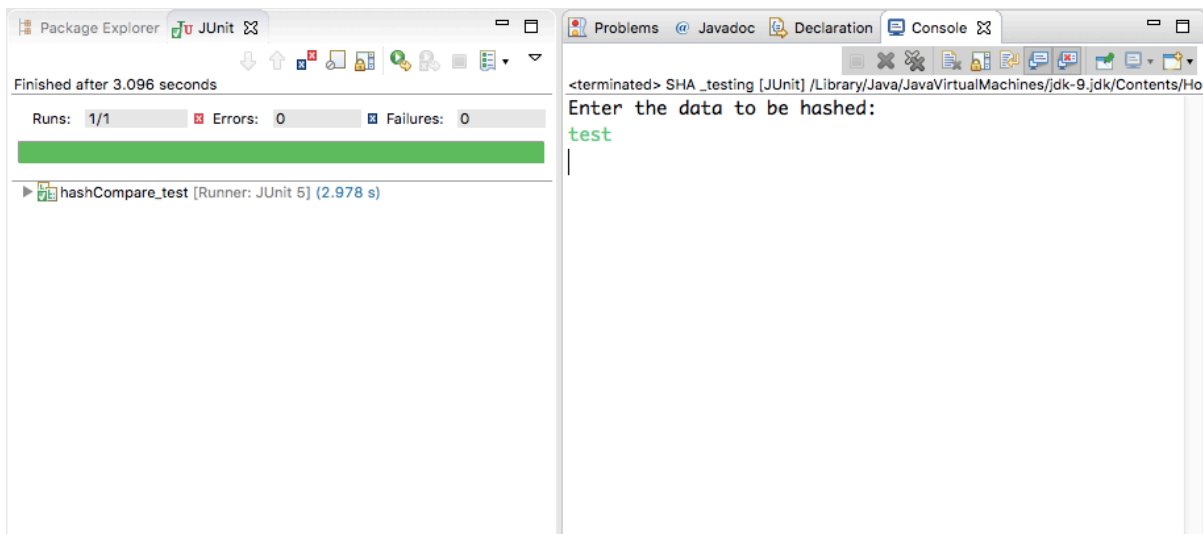 Package Explorer JUnit
Finished after 3.096 seconds
Runs: 1/1 Errors: 0 Failures: 0
hashCompare_test [Runner: JUnit 5] (2.978 s)
Problems @ Javadoc Declaration Console
<terminated> SHA _testing [JUnit] /Library/Java/JavaVirtualMachines/jdk-9.jdk/Contents/Ho
Enter the data to be hashed:
test